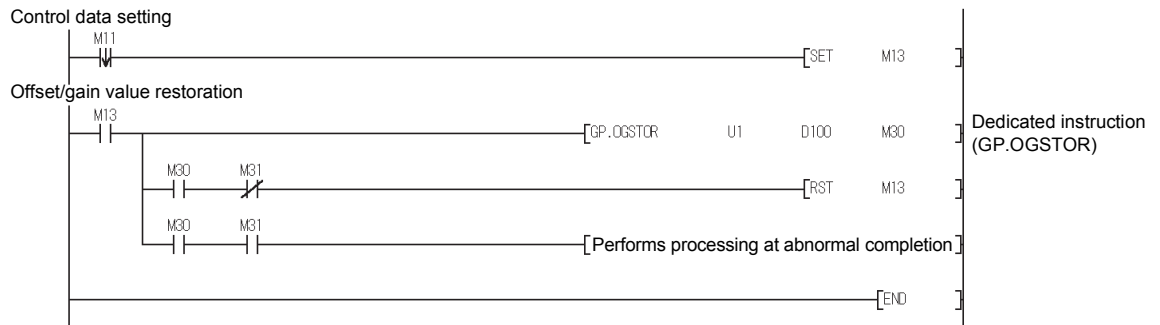 Control data setting
M11
SET M13
Offset/gain value restoration
M13
GP.OGSTOR U1 D100 M30
Dedicated instruction
(GP.OGSTOR)
M30 M31
RST M13
M30 M31
Performs processing at abnormal completion
END